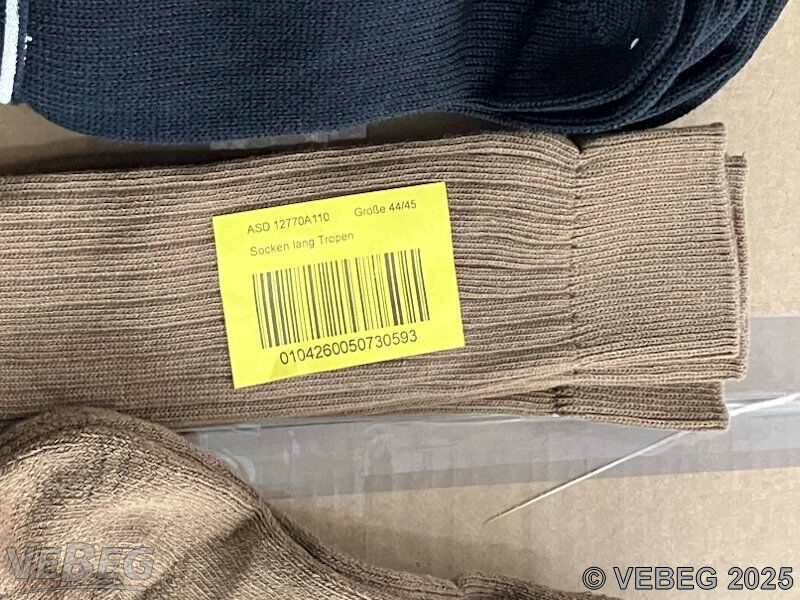 ASD 12770A110 Größe 44/45
Socken lang Tropen
0104260050730593
VEBEG
© VEBEG 2025